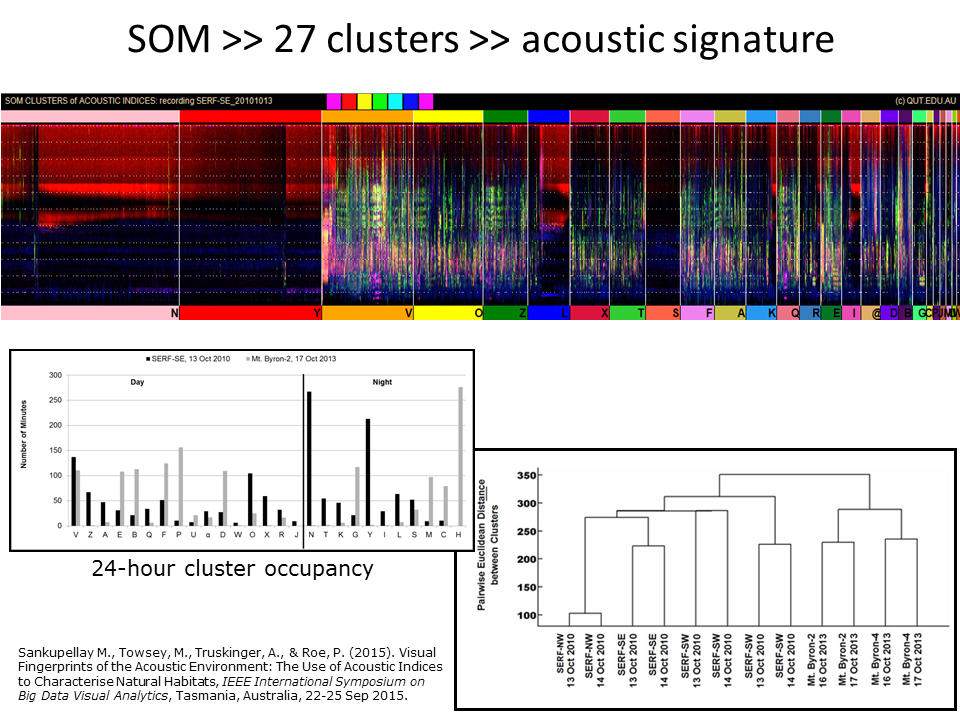 SOM >> 27 clusters >> acoustic signature
SOM CLUSTERS of ACOUSTIC INDICES: recording SERF-SE_20101013
(c) QUT.EDU.AU
N Y V O Z L X T S F A K Q R E I @ D B G C P J M
SERF-SE, 13 Oct 2010 Mt. Byron-2, 17 Oct 2013
Day Night
Number of Minutes
300
250
200
150
100
50
0
V Z A E B Q F P U α D W O X R J N T K G Y I L S M C H
24-hour cluster occupancy
Pairwise Euclidean Distance
between Clusters
350
300
250
200
150
100
SERF-NW
13 Oct 2010
SERF-NW
14 Oct 2010
SERF-SE
13 Oct 2010
SERF-SE
14 Oct 2010
SERF-SW
13 Oct 2010
SERF-SW
14 Oct 2010
SERF-SW
13 Oct 2010
SERF-SW
14 Oct 2010
Mt. Byron-2
16 Oct 2013
Mt. Byron-2
17 Oct 2013
Mt. Byron-4
16 Oct 2013
Mt. Byron-4
17 Oct 2013
Sankupellay M., Towsey, M., Truskinger, A., & Roe, P. (2015). Visual
Fingerprints of the Acoustic Environment: The Use of Acoustic Indices
to Characterise Natural Habitats, IEEE International Symposium on
Big Data Visual Analytics, Tasmania, Australia, 22-25 Sep 2015.